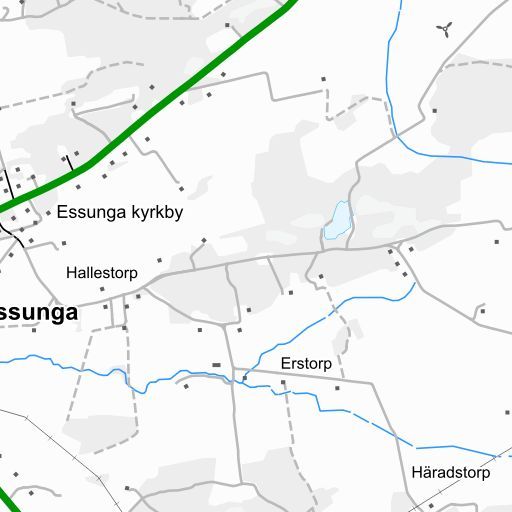 Essunga kyrkby
Hallestorp
ssunga
Erstorp
Häradstorp